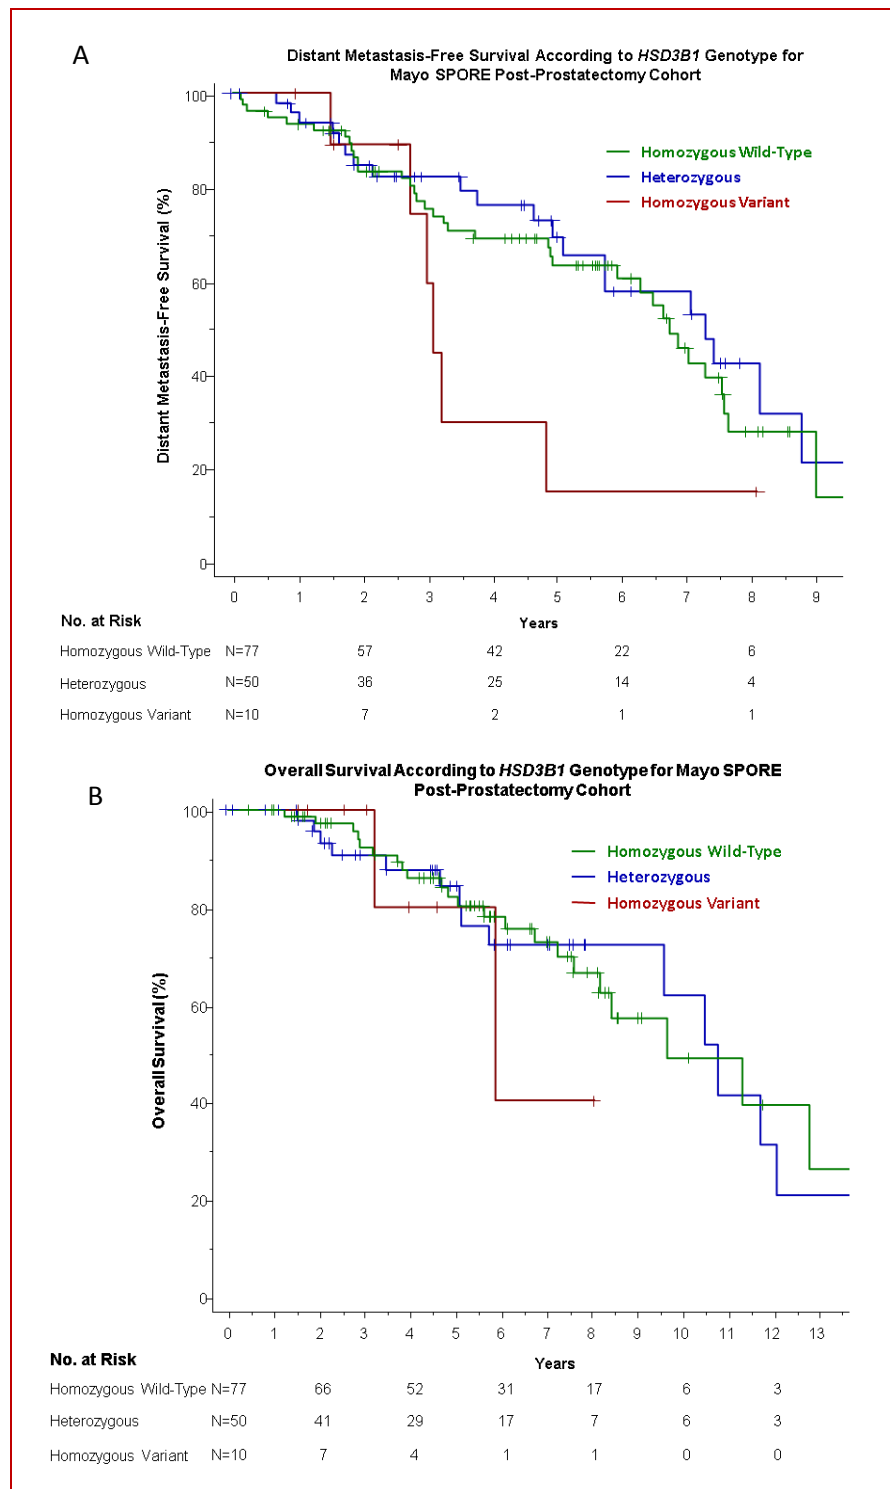 A
Distant Metastasis-Free Survival According to HSD3B1 Genotype for
Mayo SPORE Post-Prostatectomy Cohort
Distant Metastasis-Free Survival (%)
100
80
60
40
20
0
Homozygous Wild-Type
Heterozygous
Homozygous Variant
0 1 2 3 4 5 6 7 8 9
Years
No. at Risk
Homozygous Wild-Type N=77 57 42 22 6
Heterozygous N=50 36 25 14 4
Homozygous Variant N=10 7 2 1 1
B
Overall Survival According to HSD3B1 Genotype for Mayo SPORE
Post-Prostatectomy Cohort
Overall Survival (%)
100
80
60
40
20
0
Homozygous Wild-Type
Heterozygous
Homozygous Variant
0 1 2 3 4 5 6 7 8 9 10 11 12 13
Years
No. at Risk
Homozygous Wild-Type N=77 66 52 31 17 6 3
Heterozygous N=50 41 29 17 7 6 3
Homozygous Variant N=10 7 4 1 1 0 0